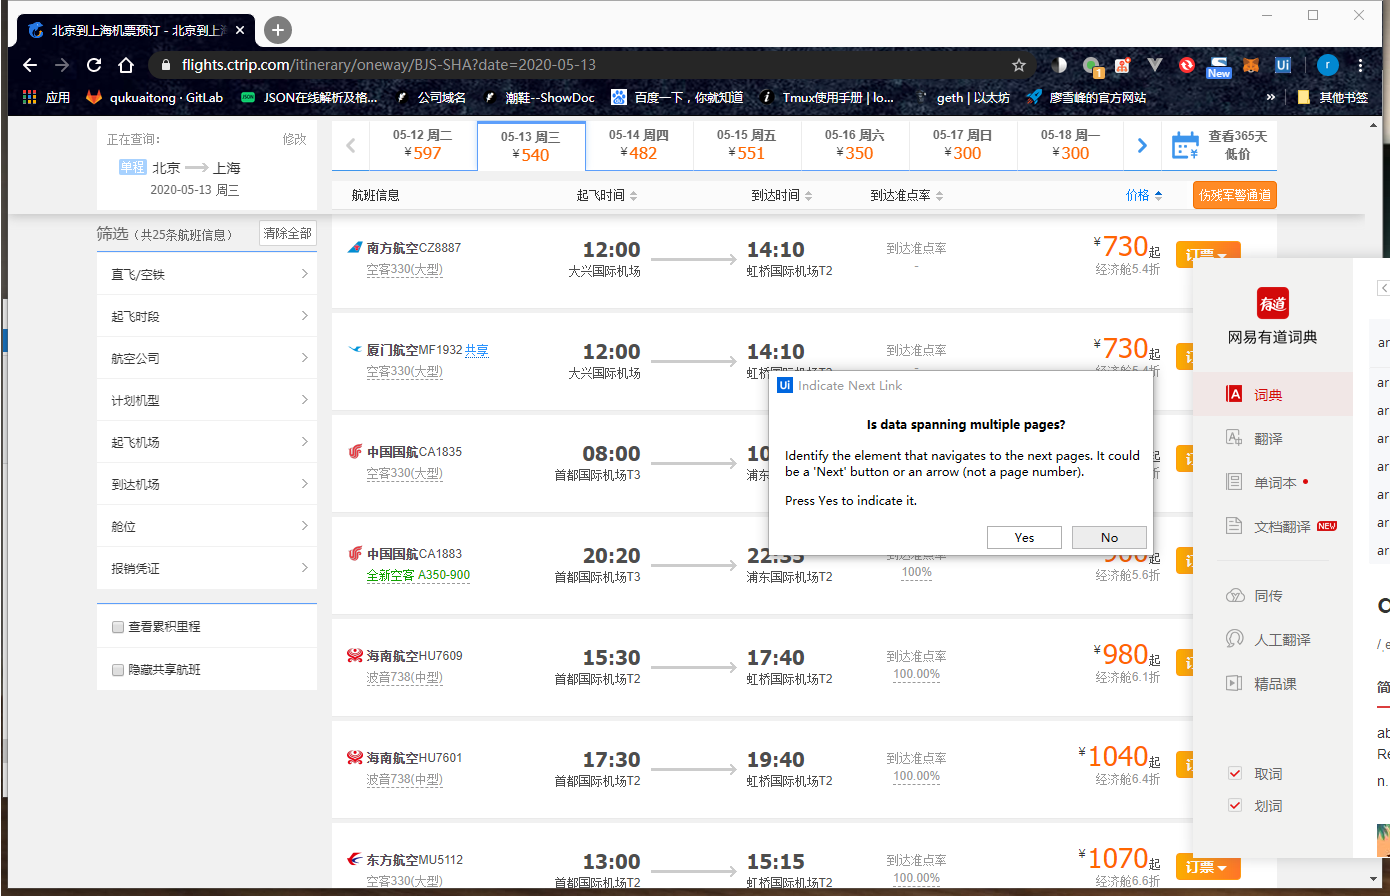 北京到上海机票预订 - 北京到上海
flights.ctrip.com/itinerary/oneway/BJS-SHA?date=2020-05-13
1
New
Ui
r
应用
qukuaitong · GitLab
JSON在线解析及格...
公司域名
潮鞋--ShowDoc
百度一下，你就知道
Tmux使用手册 | lo...
geth | 以太坊
廖雪峰的官方网站
»
其他书签
正在查询：
修改
单程 北京 上海
2020-05-13 周三
05-12 周二
¥597
05-13 周三
¥540
05-14 周四
¥482
05-15 周五
¥551
05-16 周六
¥350
05-17 周日
¥300
05-18 周一
¥300
查看365天
低价
航班信息 起飞时间 到达时间 到达准点率 价格
伤残军警通道
筛选（共25条航班信息）
清除全部
直飞/空铁
起飞时段
航空公司
计划机型
起飞机场
到达机场
舱位
报销凭证
查看累积里程
隐藏共享航班
南方航空CZ8887
空客330(大型)
12:00
大兴国际机场
14:10
虹桥国际机场T2
到达准点率
-
¥730起
经济舱5.4折
订票
厦门航空MF1932 共享
空客330(大型)
12:00
大兴国际机场
14:10
到达准点率
¥730起
中国国航CA1835
空客330(大型)
08:00
首都国际机场T3
中国国航CA1883
全新空客 A350-900
20:20
首都国际机场T3
22:35
浦东国际机场T2
到达准点率
100%
经济舱5.6折
海南航空HU7609
波音738(中型)
15:30
首都国际机场T2
17:40
虹桥国际机场T2
到达准点率
100.00%
¥980起
经济舱6.1折
海南航空HU7601
波音738(中型)
17:30
首都国际机场T2
19:40
虹桥国际机场T2
到达准点率
100.00%
¥1040起
经济舱6.4折
东方航空MU5112
空客330(大型)
13:00
首都国际机场T2
15:15
虹桥国际机场T2
到达准点率
100.00%
¥1070起
经济舱6.6折
订票
Ui Indicate Next Link
Is data spanning multiple pages?
Identify the element that navigates to the next pages. It could
be a 'Next' button or an arrow (not a page number).
Press Yes to indicate it.
Yes
No
有道
网易有道词典
词典
翻译
单词本
文档翻译 NEW
同传
人工翻译
精品课
取词
划词